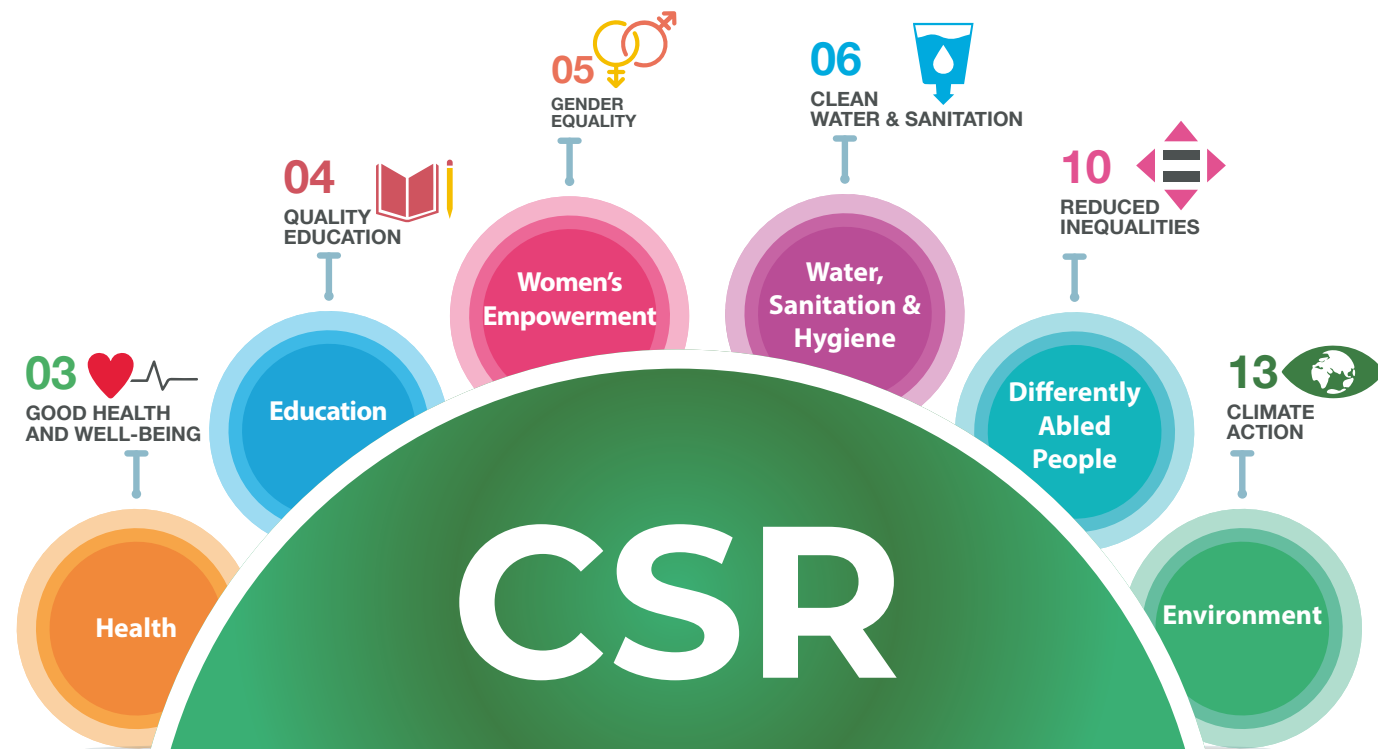 03
GOOD HEALTH
AND WELL-BEING
Health
04
QUALITY
EDUCATION
Education
05
GENDER
EQUALITY
Women's
Empowerment
06
CLEAN
WATER & SANITATION
Water,
Sanitation &
Hygiene
10
REDUCED
INEQUALITIES
Differently
Abled
People
13
CLIMATE
ACTION
Environment
CSR